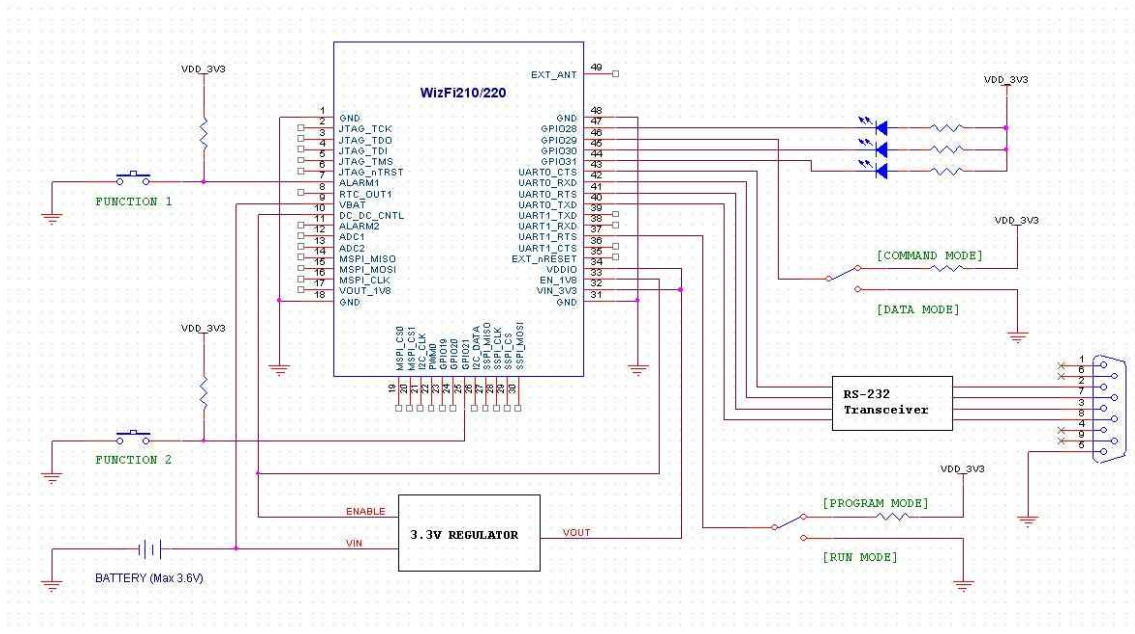 VDD_3V3
FUNCTION 1
VDD_3V3
FUNCTION 2
WizFi210/220
1 GND
2 JTAG_TCK
3 JTAG_TDO
4 JTAG_TDI
5 JTAG_TMS
6 JTAG_nTRST
7 ALARM1
8 RTC_OUT1
9 VBAT
10 DC_DC_CNTL
11 ALARM2
12 ADC1
13 ADC2
14 MSPI_MISO
15 MSPI_MOSI
16 MSPI_CLK
17 VOUT_1V8
18 GND
EXT_ANT 49
GND 48
GPIO28 47
GPIO29 46
GPIO30 45
GPIO31 44
UART0_CTS 43
UART0_RXD 42
UART0_RTS 41
UART0_TXD 40
UART1_TXD 39
UART1_RXD 38
UART1_RTS 37
UART1_CTS 36
EXT_nRESET 35
VDDIO 34
EN_1V8 33
VIN_3V3 32
GND 31
MSPI_CS0 19
MSPI_CS1 20
I2C_CLK 21
PWM0 22
GPIO19 23
GPIO20 24
GPIO21 25
I2C_DATA 26
SSPI_MISO 27
SSPI_CLK 28
SSPI_CS 29
SSPI_MOSI 30
VDD_3V3
VDD_3V3
[COMMAND MODE]
[DATA MODE]
RS-232
Transceiver
1
6
2
7
3
8
4
9
5
VDD_3V3
[PROGRAM MODE]
[RUN MODE]
ENABLE
VIN
3.3V REGULATOR
VOUT
BATTERY (Max 3.6V)